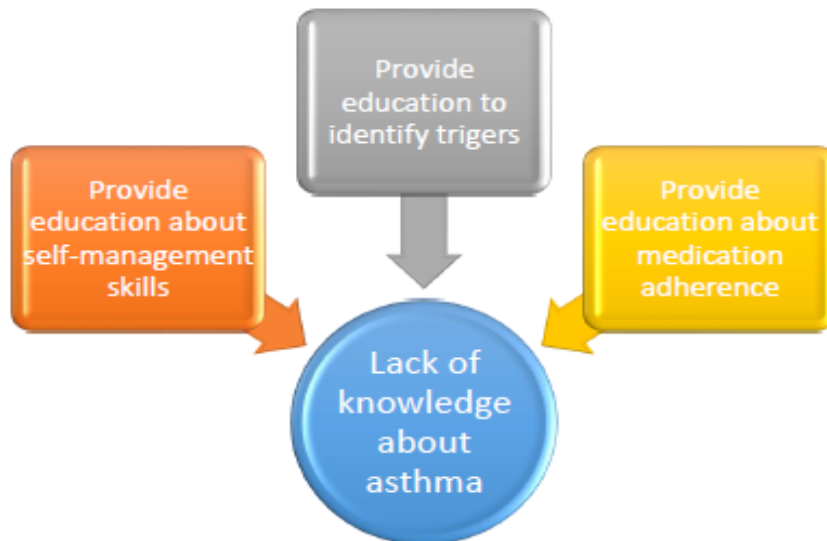 Provide
education to
identify trigers
Provide
education about
self-management
skills
Provide
education about
medication
adherence
Lack of
knowledge
about
asthma